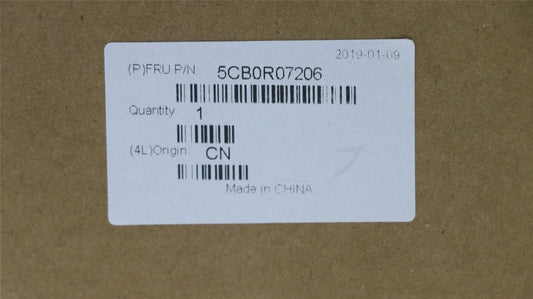 2019-01-09
(P)FRU P/N: 5CB0R07206
Quantity: 1
(4L)Origin: CN
Made in CHINA